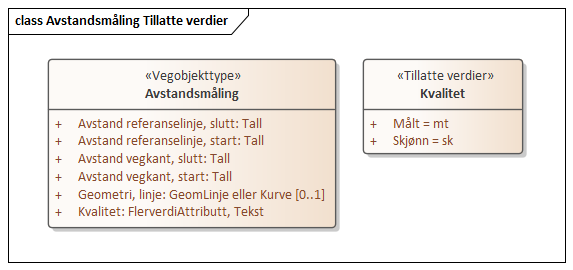 class Avstandsmåling Tillatte verdier
«Vegobjekttype»
Avstandsmåling
+ Avstand referanselinje, slutt: Tall
+ Avstand referanselinje, start: Tall
+ Avstand vegkant, slutt: Tall
+ Avstand vegkant, start: Tall
+ Geometri, linje: GeomLinje eller Kurve [0..1]
+ Kvalitet: FlerverdiAttributt, Tekst
«Tillatte verdier»
Kvalitet
+ Målt = mt
+ Skjønn = sk